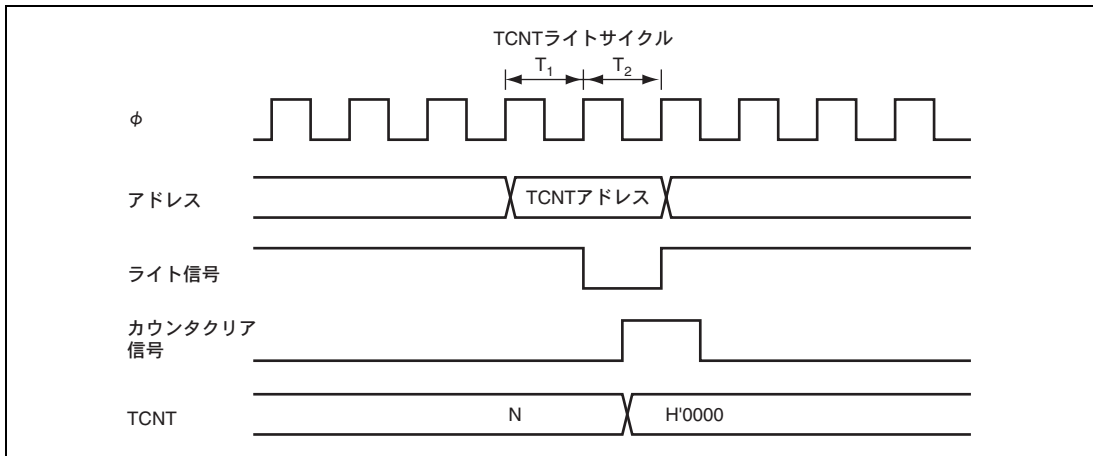 TCNTライトサイクル
T1 T2
φ
アドレス TCNTアドレス
ライト信号
カウンタクリア
信号
TCNT N H'0000